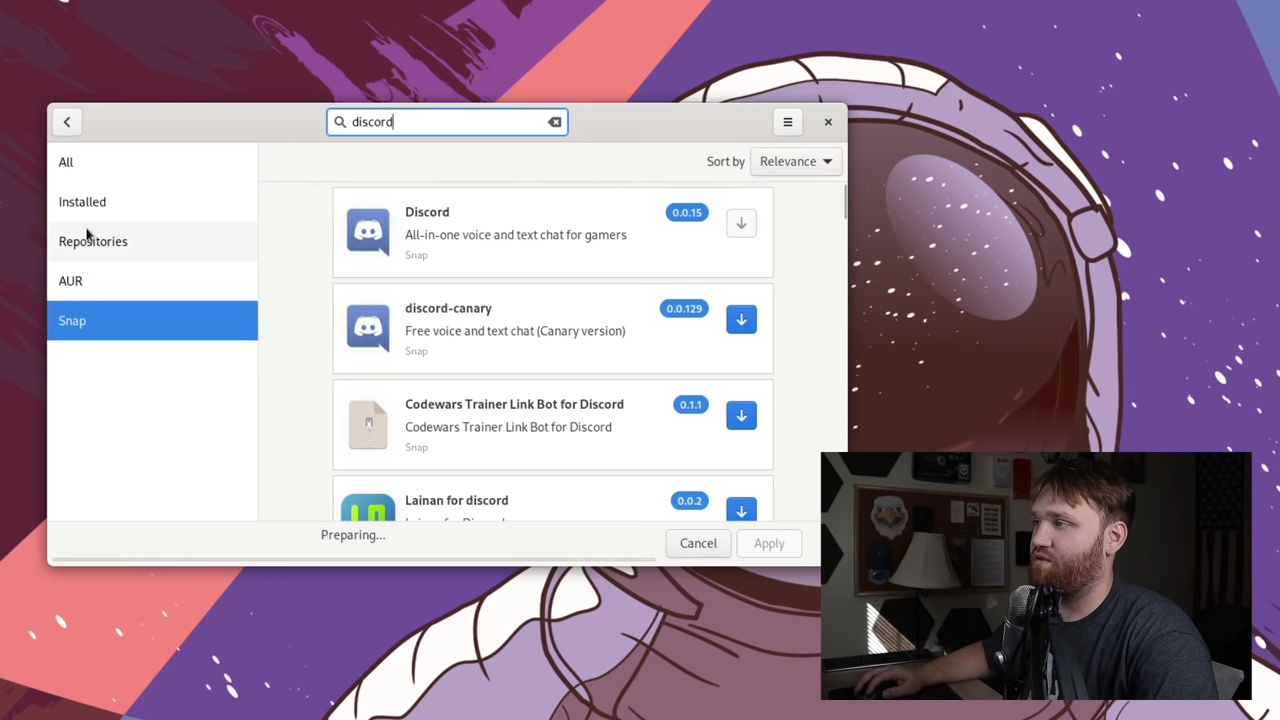 discord
All
Installed
Repositories
AUR
Snap
Sort by Relevance
Discord 0.0.15
All-in-one voice and text chat for gamers
Snap
discord-canary 0.0.129
Free voice and text chat (Canary version)
Snap
Codewars Trainer Link Bot for Discord 0.1.1
Codewars Trainer Link Bot for Discord
Snap
Lainan for discord 0.0.2
Preparing...
Cancel Apply